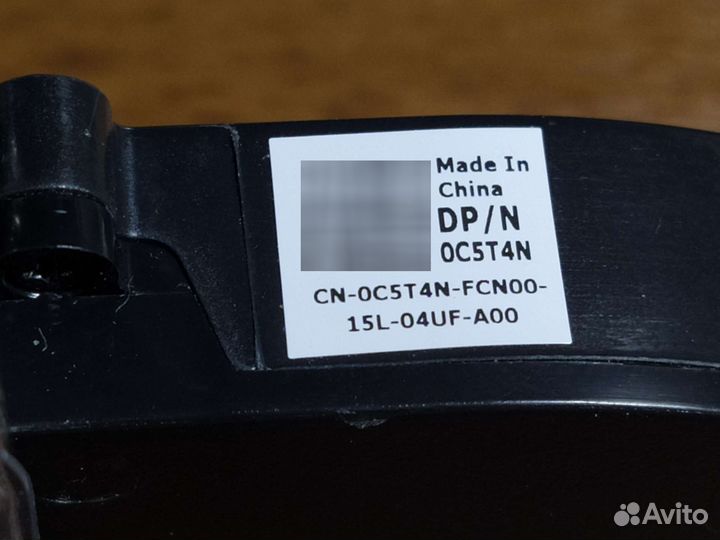 Made In
China
DP/N
0C5T4N
CN-0C5T4N-FCN00-
15L-04UF-A00
Avito